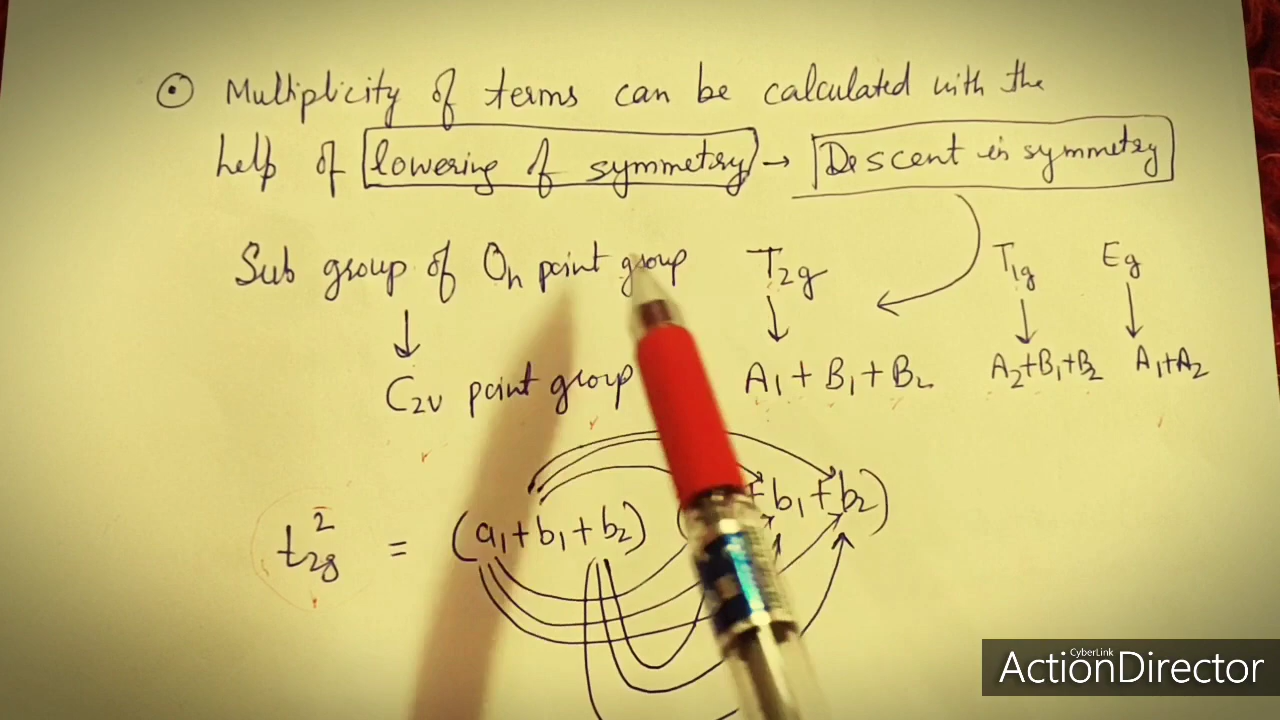 ⊙ Multiplicity of terms can be calculated with the
help of lowering of symmetry → Descent in symmetry
Sub group of Oh point group T2g T1g Eg
↓ ↓ ↓ ↓
C2v point group A1 + B1 + B2 A2+B1+B2 A1+A2
t2g² = (a1+b1+b2) ( +b1+b2)
CyberLink
ActionDirector